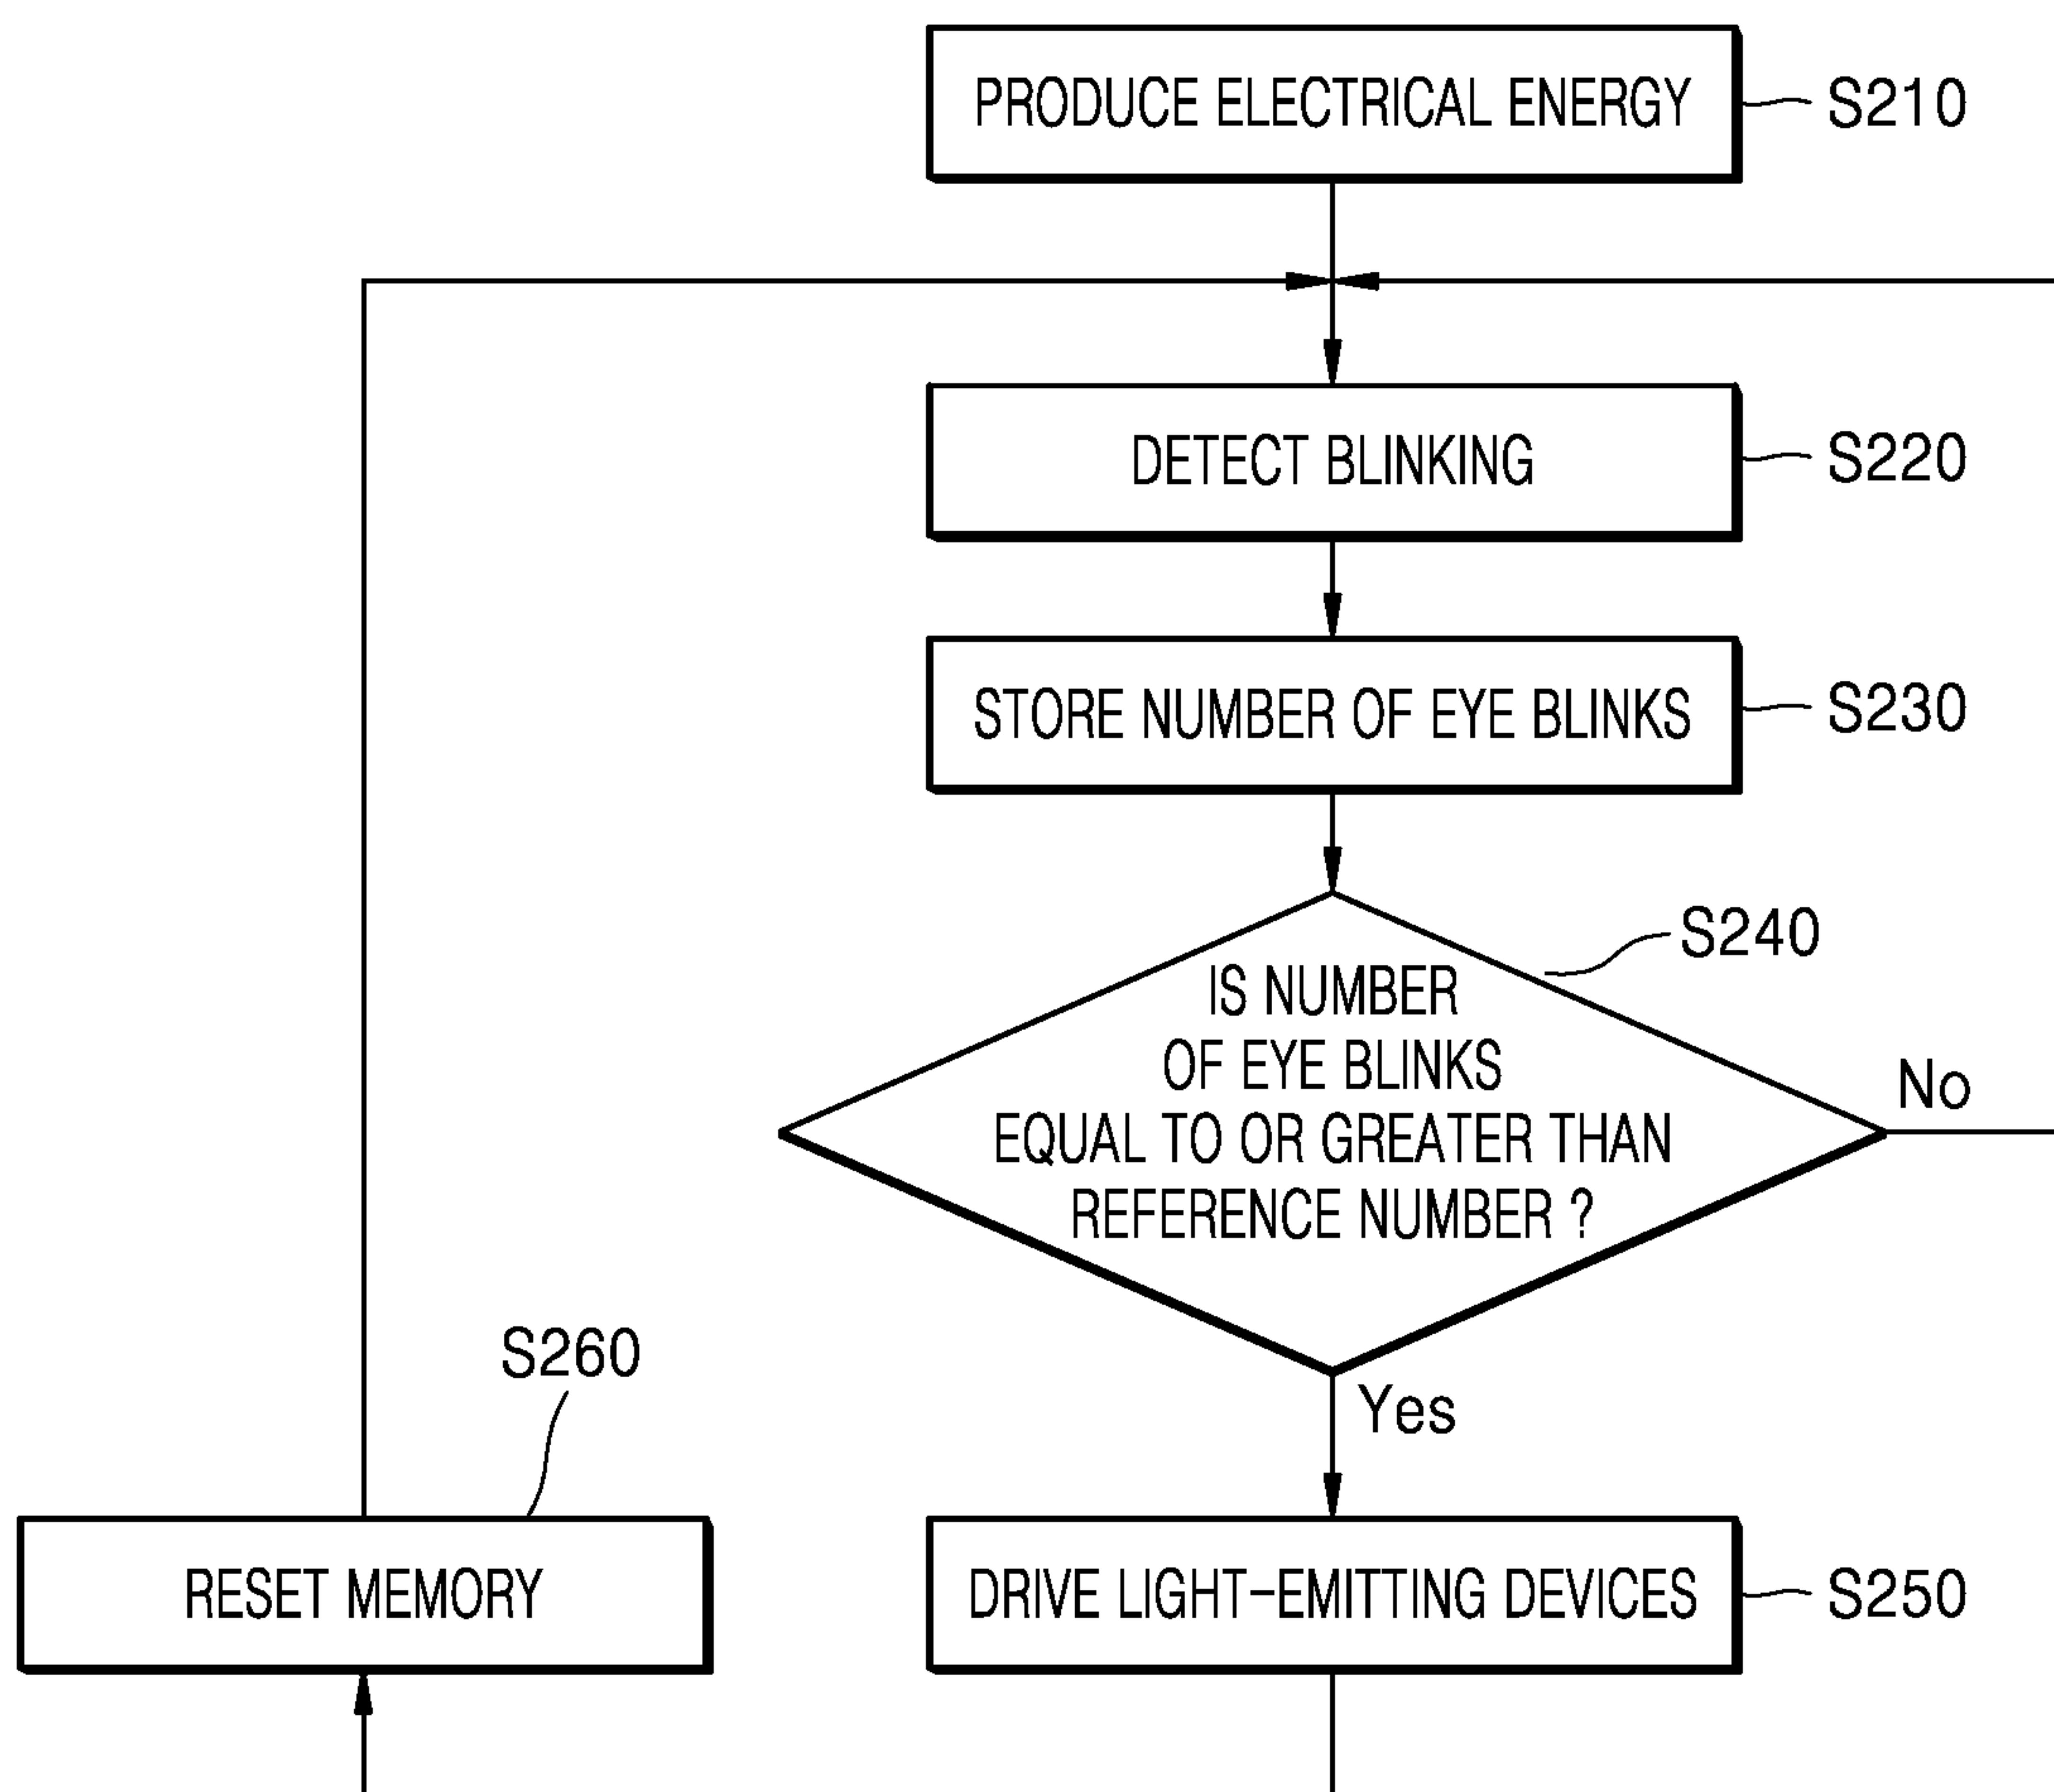 PRODUCE ELECTRICAL ENERGY
S210
DETECT BLINKING
S220
STORE NUMBER OF EYE BLINKS
S230
S240
IS NUMBER
OF EYE BLINKS
EQUAL TO OR GREATER THAN
REFERENCE NUMBER ?
No
Yes
S260
RESET MEMORY
DRIVE LIGHT-EMITTING DEVICES
S250